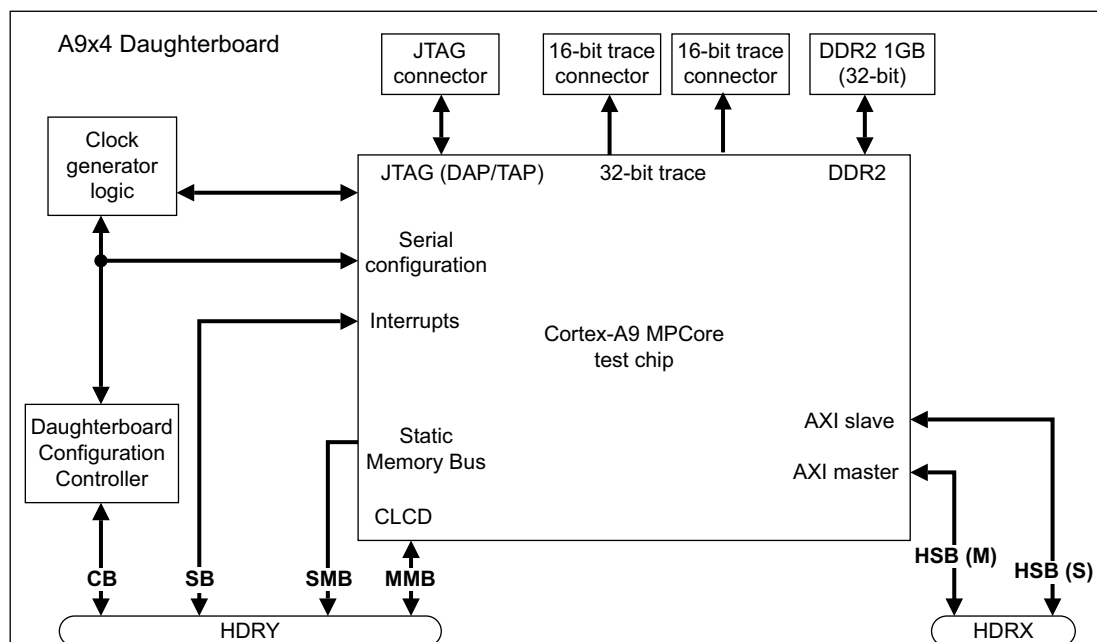 A9x4 Daughterboard
JTAG
connector
16-bit trace
connector
16-bit trace
connector
DDR2 1GB
(32-bit)
Clock
generator
logic
JTAG (DAP/TAP)
32-bit trace
DDR2
Serial
configuration
Interrupts
Cortex-A9 MPCore
test chip
Daughterboard
Configuration
Controller
Static
Memory Bus
AXI slave
AXI master
CLCD
CB
SB
SMB
MMB
HSB (M)
HSB (S)
HDRY
HDRX